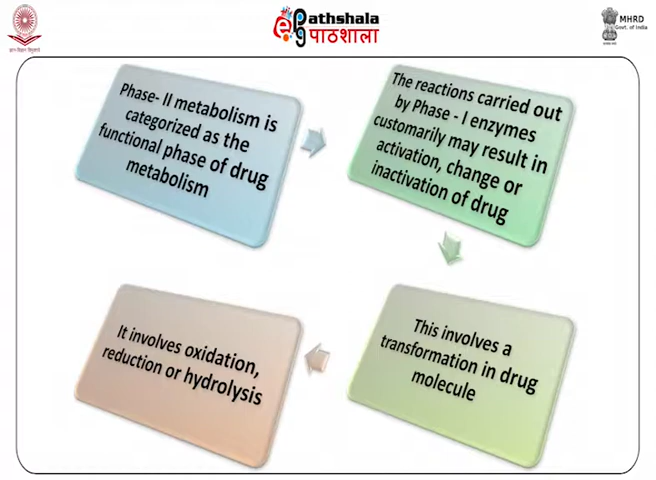 ePathshala
पाठशाला
MHRD
Govt. of India
Phase- II metabolism is
categorized as the
functional phase of drug
metabolism
The reactions carried out
by Phase - I enzymes
customarily may result in
activation, change or
inactivation of drug
This involves a
transformation in drug
molecule
It involves oxidation,
reduction or hydrolysis